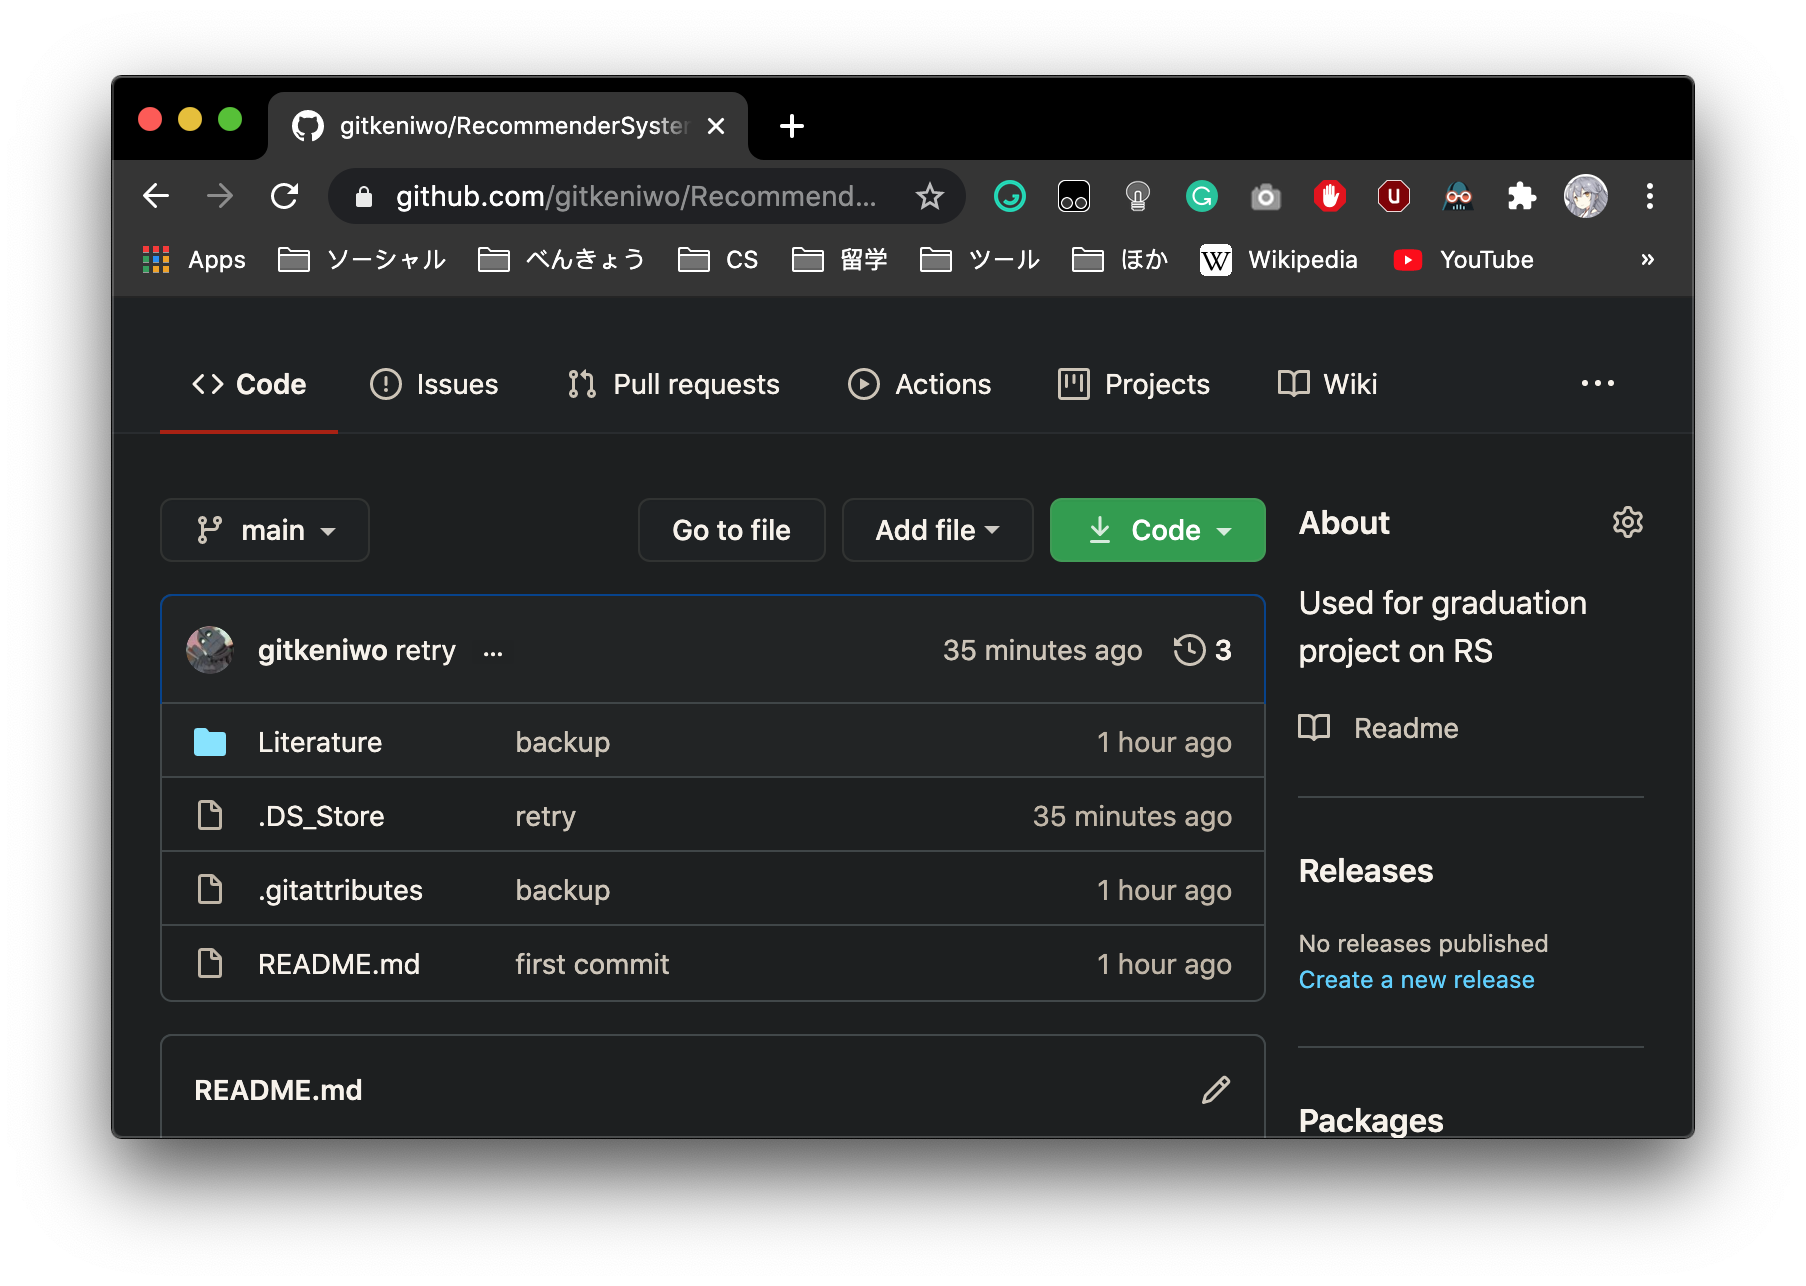 gitkeniwo/RecommenderSyster
github.com/gitkeniwo/Recommend...
Apps ソーシャル べんきょう CS 留学 ツール ほか Wikipedia YouTube »
Code Issues Pull requests Actions Projects Wiki ...
main Go to file Add file Code
About
Used for graduation
project on RS
Readme
gitkeniwo retry ... 35 minutes ago 3
Literature backup 1 hour ago
.DS_Store retry 35 minutes ago
.gitattributes backup 1 hour ago
README.md first commit 1 hour ago
Releases
No releases published
Create a new release
README.md
Packages